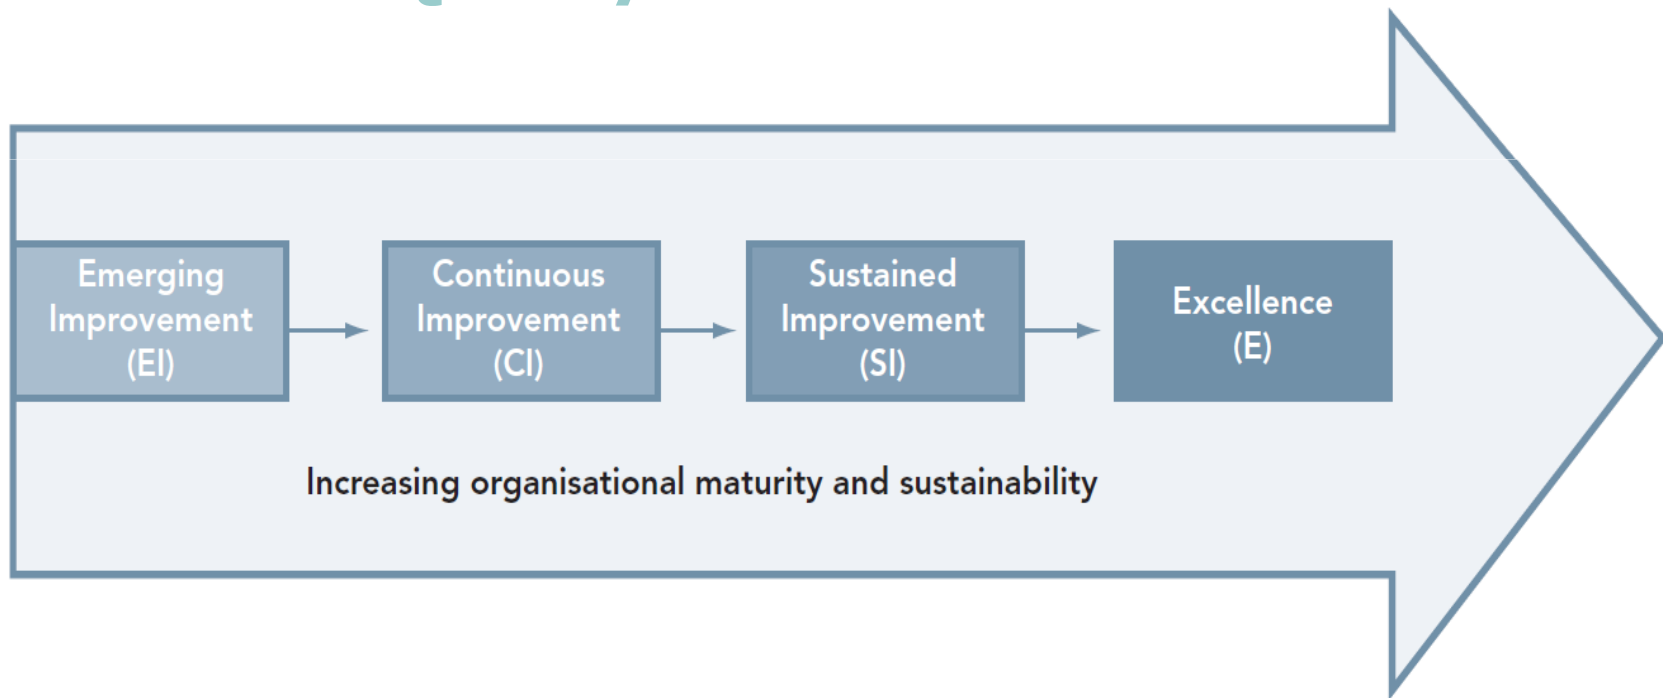 Emerging
Improvement
(EI)
Continuous
Improvement
(CI)
Sustained
Improvement
(SI)
Excellence
(E)
Increasing organisational maturity and sustainability